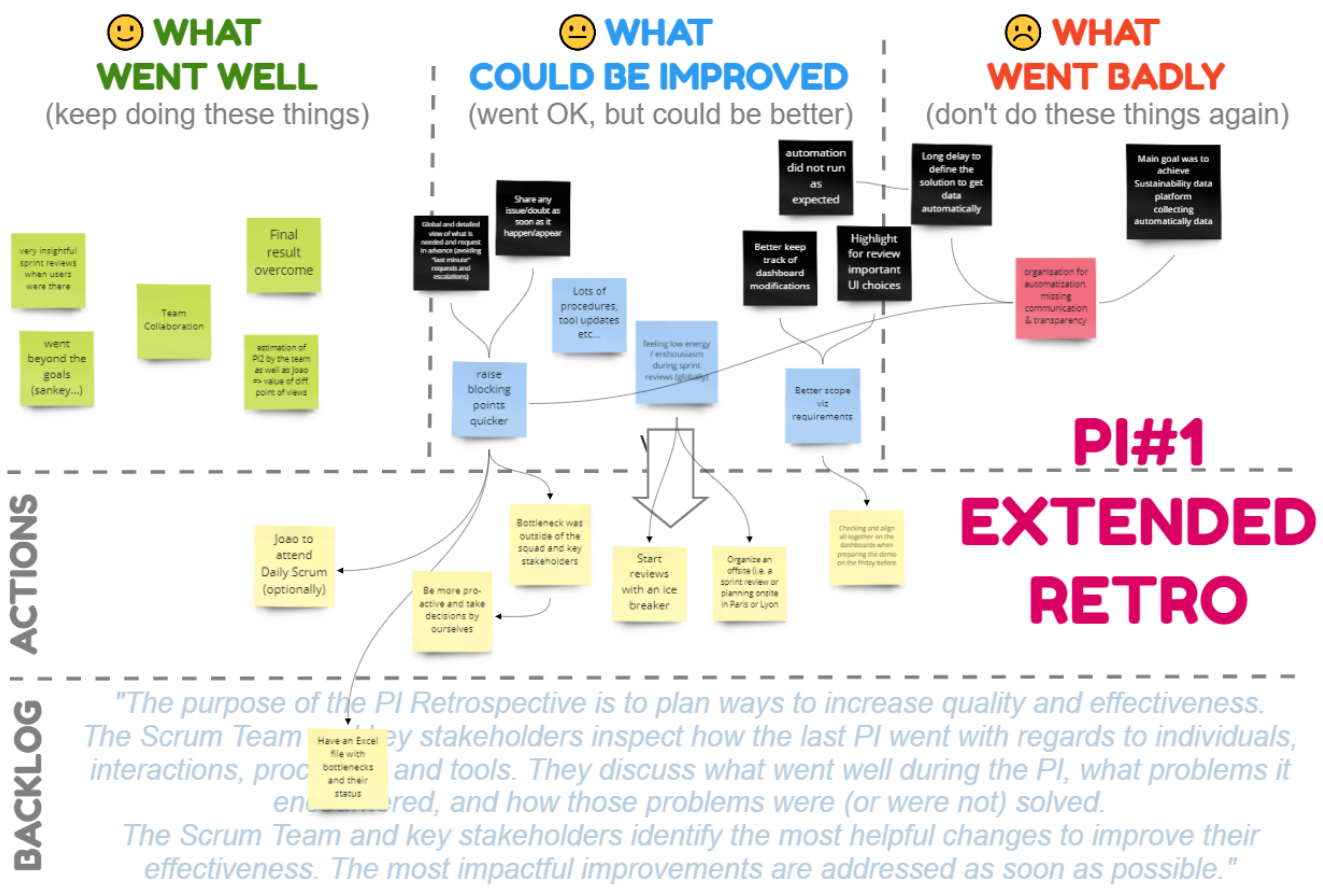 WHAT
WENT WELL
(keep doing these things)
WHAT
COULD BE IMPROVED
(went OK, but could be better)
WHAT
WENT BADLY
(don't do these things again)
very insightful
sprint reviews
when users
were there
Final
result
overcome
Team
Collaboration
went
beyond the
goals
(sankey...)
estimation of
PI2 by the team
as well as Joao
=> value of diff.
point of views
Global and detailed
view of what is
needed and request
in advance (avoiding
"last minute"
requests and
escalations)
Share any
issue/doubt as
soon as it
happen/appear
Lots of
procedures,
tool updates
etc...
raise
blocking
points
quicker
feeling low energy
/ enthousiasm
during sprint
reviews (globally)
automation
did not run
as
expected
Better keep
track of
dashboard
modifications
Highlight
for review
important
UI choices
Better scope
viz
requirements
Long delay to
define the
solution to get
data
automatically
Main goal was to
achieve
Sustainability data
platform
collecting
automatically data
organisation for
automatization,
missing
communication
& transparency
PI#1
EXTENDED
RETRO
ACTIONS
Joao to
attend
Daily Scrum
(optionally)
Be more pro-
active and take
decisions by
ourselves
Bottleneck was
outside of the
squad and key
stakeholders
Start
reviews
with an ice
breaker
Organize an
offsite (i.e. a
sprint review or
planning onsite
in Paris or Lyon
Checking and align
all together on the
dashboards when
preparing the demo
on the Friday before
BACKLOG
Have an Excel
file with
bottlenecks
and their
status
"The purpose of the PI Retrospective is to plan ways to increase quality and effectiveness.
The Scrum Team key stakeholders inspect how the last PI went with regards to individuals,
interactions, and tools. They discuss what went well during the PI, what problems it
and how those problems were (or were not) solved.
The Scrum Team and key stakeholders identify the most helpful changes to improve their
effectiveness. The most impactful improvements are addressed as soon as possible."